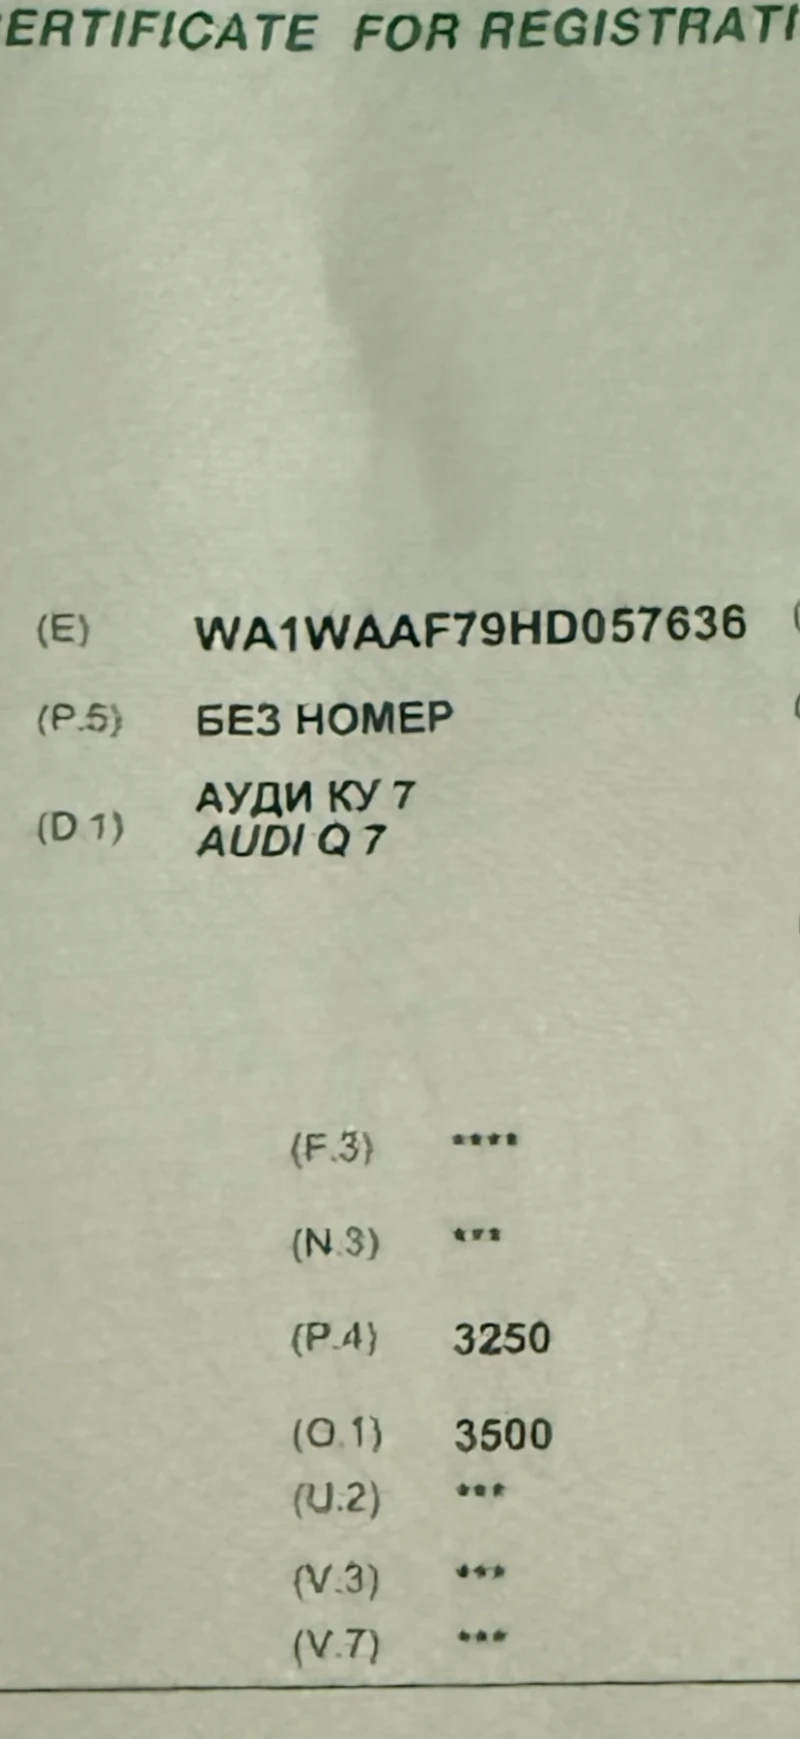 ERTIFICATE FOR REGISTRATI
(E) WA1WAAF79HD057636
(P.5) БЕЗ НОМЕР
АУДИ КУ 7
(D 1)
AUDI Q 7
(F.3) ****
(N.3) ***
(P.4) 3250
(O.1) 3500
(U.2) ***
(V.3) ***
(V.7) ***